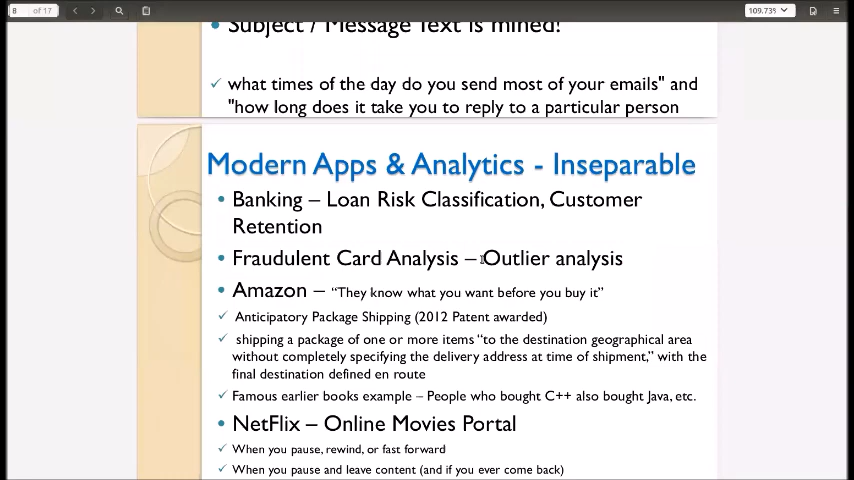 8 of 17
109.73%
Subject / Message Text is mined!
what times of the day do you send most of your emails" and
"how long does it take you to reply to a particular person
Modern Apps & Analytics - Inseparable
Banking – Loan Risk Classification, Customer
Retention
Fraudulent Card Analysis – Outlier analysis
Amazon – “They know what you want before you buy it”
Anticipatory Package Shipping (2012 Patent awarded)
shipping a package of one or more items “to the destination geographical area
without completely specifying the delivery address at time of shipment,” with the
final destination defined en route
Famous earlier books example – People who bought C++ also bought Java, etc.
NetFlix – Online Movies Portal
When you pause, rewind, or fast forward
When you pause and leave content (and if you ever come back)